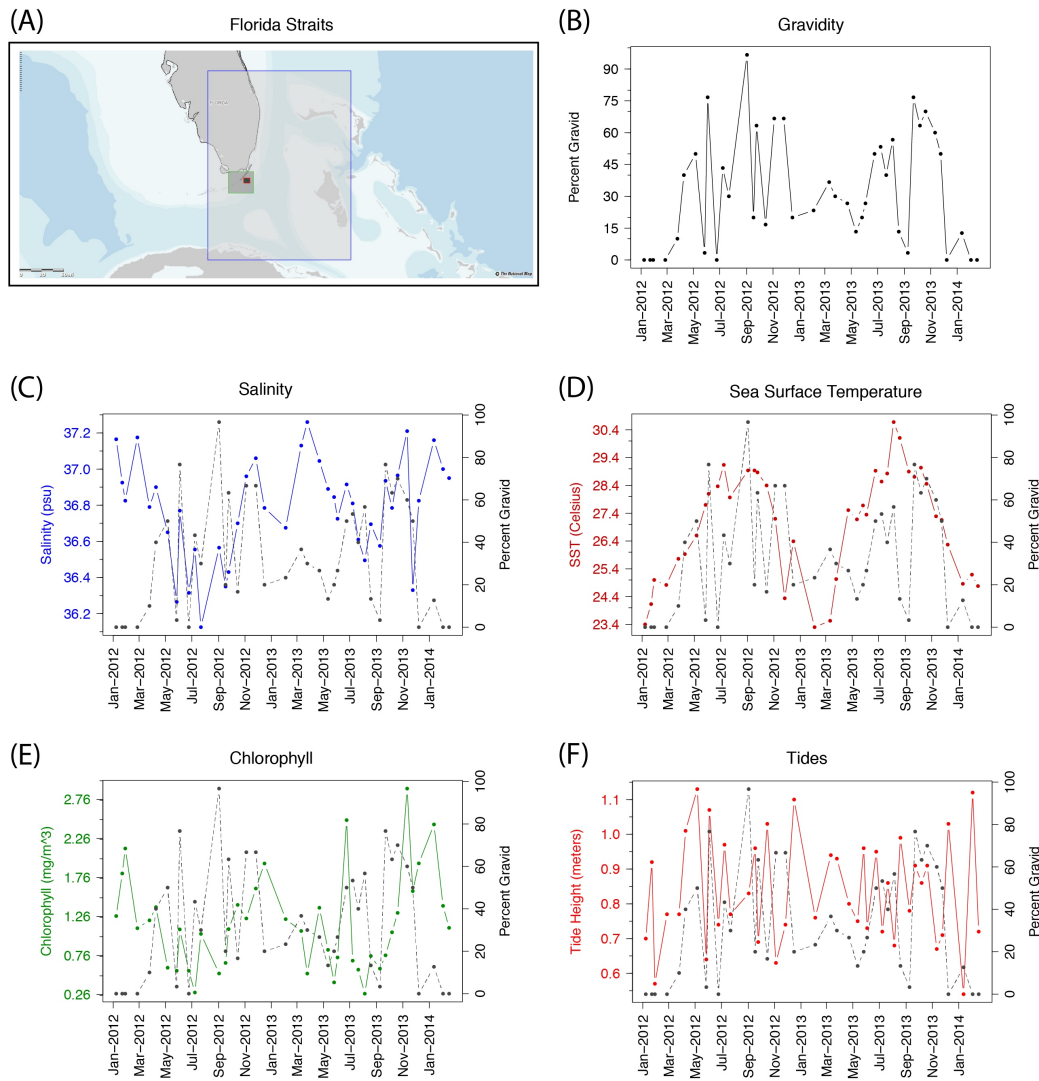 (A)
Florida Straits
FLORIDA
© The National Map
(B)
Gravidity
Percent Gravid
90
75
60
45
30
15
0
Jan−2012
Mar−2012
May−2012
Jul−2012
Sep−2012
Nov−2012
Jan−2013
Mar−2013
May−2013
Jul−2013
Sep−2013
Nov−2013
Jan−2014
(C)
Salinity
Salinity (psu)
37.2
37.0
36.8
36.6
36.4
36.2
100
80
60
40
20
0
Percent Gravid
Jan−2012
Mar−2012
May−2012
Jul−2012
Sep−2012
Nov−2012
Jan−2013
Mar−2013
May−2013
Jul−2013
Sep−2013
Nov−2013
Jan−2014
(D)
Sea Surface Temperature
SST (Celsius)
30.4
29.4
28.4
27.4
26.4
25.4
24.4
23.4
100
80
60
40
20
0
Percent Gravid
Jan−2012
Mar−2012
May−2012
Jul−2012
Sep−2012
Nov−2012
Jan−2013
Mar−2013
May−2013
Jul−2013
Sep−2013
Nov−2013
Jan−2014
(E)
Chlorophyll
Chlorophyll (mg/m^3)
2.76
2.26
1.76
1.26
0.76
0.26
100
80
60
40
20
0
Percent Gravid
Jan−2012
Mar−2012
May−2012
Jul−2012
Sep−2012
Nov−2012
Jan−2013
Mar−2013
May−2013
Jul−2013
Sep−2013
Nov−2013
Jan−2014
(F)
Tides
Tide Height (meters)
1.1
1.0
0.9
0.8
0.7
0.6
100
80
60
40
20
0
Percent Gravid
Jan−2012
Mar−2012
May−2012
Jul−2012
Sep−2012
Nov−2012
Jan−2013
Mar−2013
May−2013
Jul−2013
Sep−2013
Nov−2013
Jan−2014